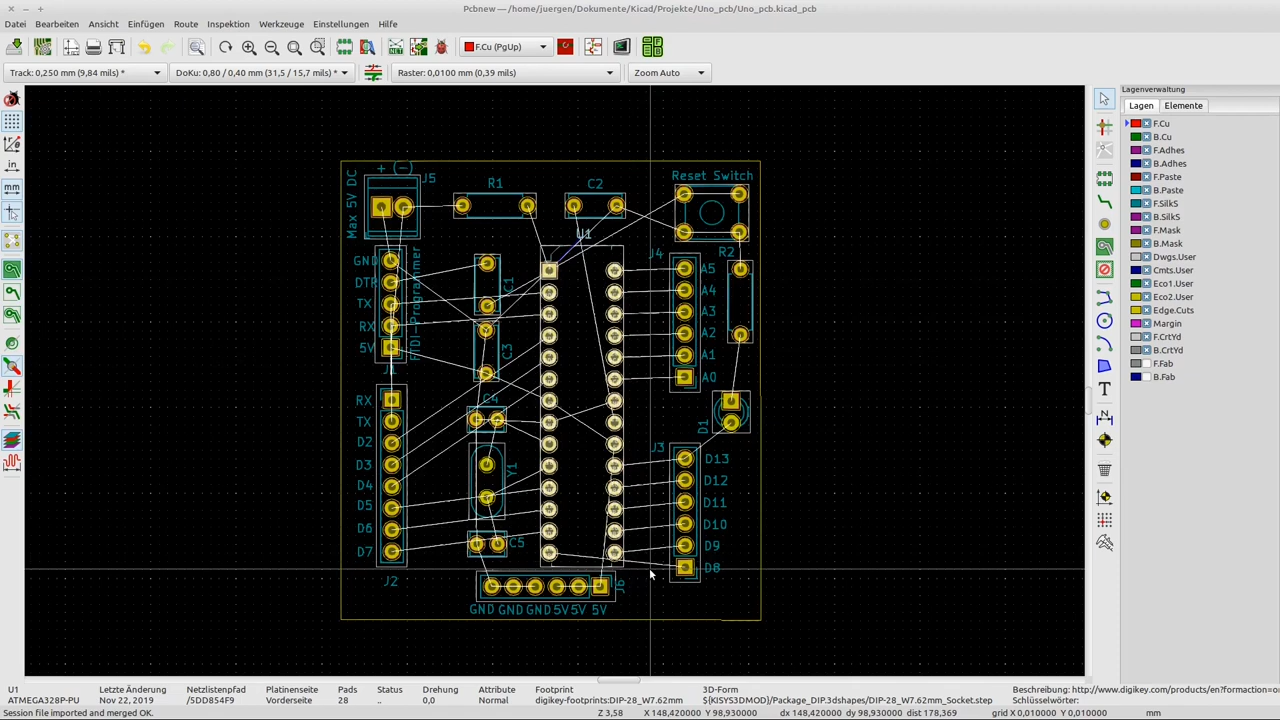 Pcbnew — /home/juergen/Dokumente/Kicad/Projekte/Uno_pcb/Uno_pcb.kicad_pcb
Datei Bearbeiten Ansicht Einfügen Route Inspektion Werkzeuge Einstellungen Hilfe
F.Cu (PgUp)
Track: 0,250 mm (9,84 mils) * DoKu: 0,80 / 0,40 mm (31,5 / 15,7 mils) * Raster: 0,0100 mm (0,39 mils) Zoom Auto
Lagenverwaltung
Lagen Elemente
F.Cu
B.Cu
F.Adhes
B.Adhes
F.Paste
B.Paste
F.SilkS
B.SilkS
F.Mask
B.Mask
Dwgs.User
Cmts.User
Eco1.User
Eco2.User
Edge.Cuts
Margin
F.CrtYd
B.CrtYd
F.Fab
B.Fab
in
mm
+ (-)
J5
Max 5V DC
R1
C2
Reset Switch
U1
GND
DTR
TX
RX
5V
FTDI-Programmer
J1
C1
C3
J4
A5
A4
A3
A2
A1
A0
R2
RX
TX
D2
D3
D4
D5
D6
D7
J2
C4
Y1
C5
D1
J3
D13
D12
D11
D10
D9
D8
J6
GND GND GND 5V 5V 5V
U1 Letzte Änderung Netzlistenpfad Platinenseite Pads Status Drehung Attribute Footprint 3D-Form Beschreibung: http://www.digikey.com/products/en?formaction=o
ATMEGA328P-PU Nov 22, 2019 /5DD854F9 Vorderseite 28 .. 0,0 Normal digikey-footprints:DIP-28_W7.62mm ${KISYS3DMOD}/Package_DIP.3dshapes/DIP-28_W7.62mm_Socket.step Schlüsselwörter:
Session file imported and merged OK. Z 3,58 X 148,420000 Y 98,930000 dx 148,420000 dy 98,930000 dist 178,369 grid X 0,010000 Y 0,010000 mm